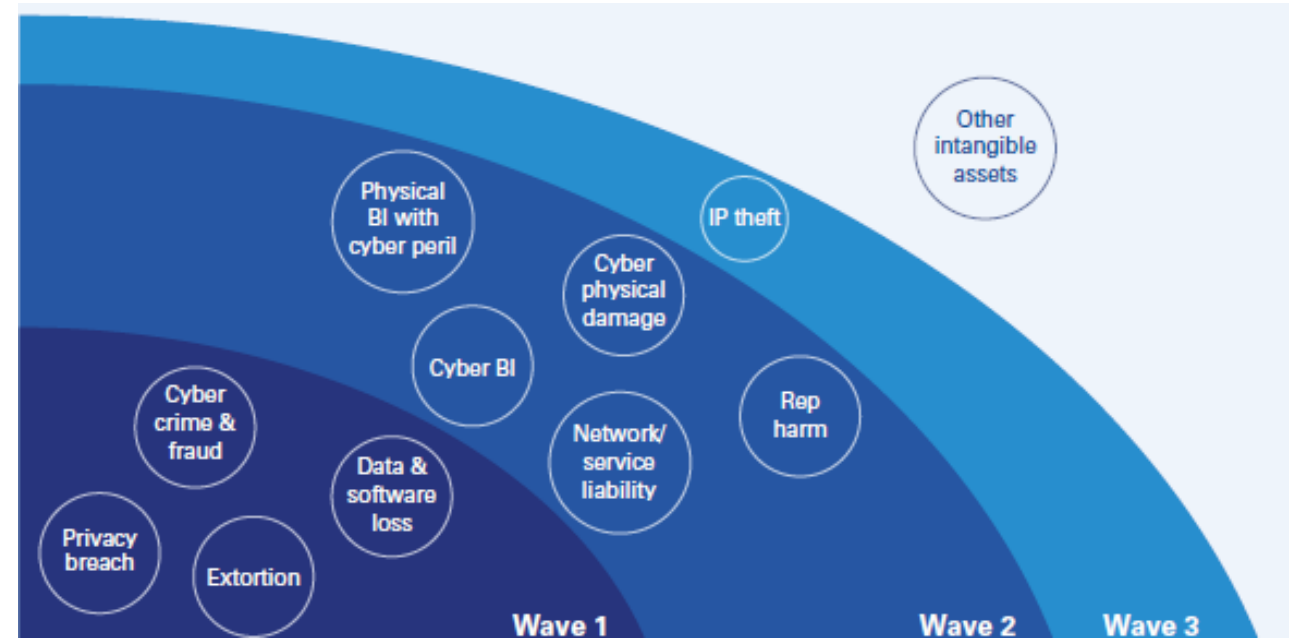 Other
intangible
assets
Physical
BI with
cyber peril
IP theft
Cyber
physical
damage
Cyber BI
Rep
harm
Network/
service
liability
Cyber
crime &
fraud
Data &
software
loss
Privacy
breach
Extortion
Wave 1
Wave 2
Wave 3